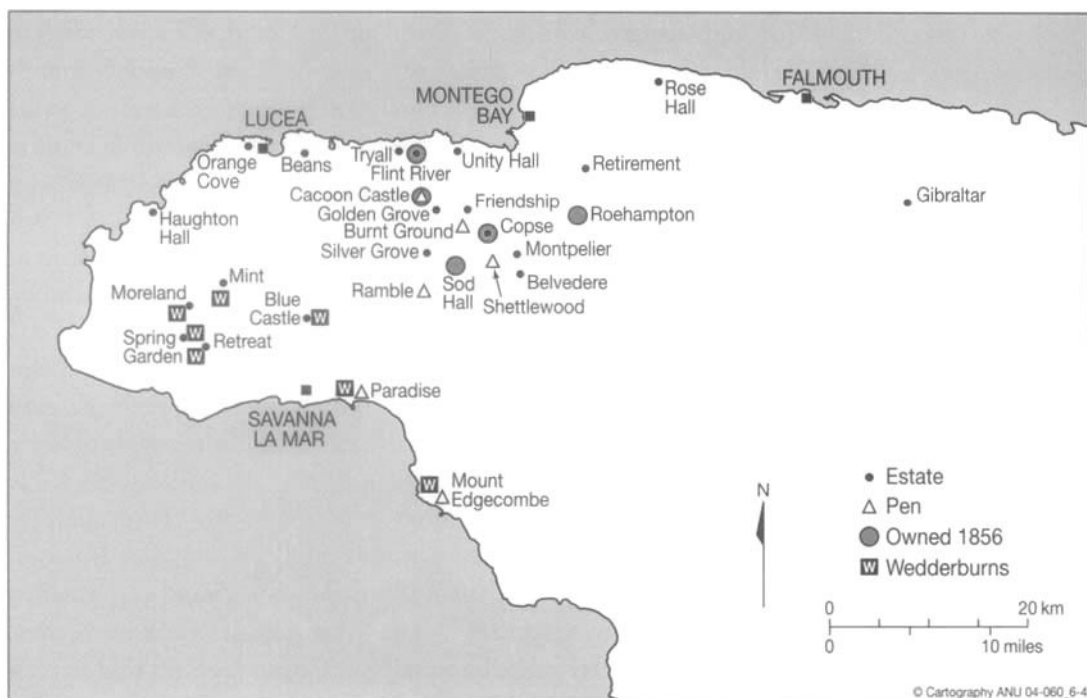 FALMOUTH
Rose
Hall
MONTEGO
BAY
LUCEA
Orange
Cove
Beans
Tryall
Flint River
Unity Hall
Retirement
Cacoon Castle
Golden Grove
Friendship
Gibraltar
Haughton
Hall
Burnt Ground
Copse
Roehampton
Silver Grove
Montpelier
Sod
Hall
Belvedere
Shettlewood
Mint
Ramble
Moreland
W
Blue
Castle
W
W
Spring
Garden
W
W
Retreat
W
Paradise
SAVANNA
LA MAR
W
Mount
Edgecombe
N
Estate
Pen
Owned 1856
W Wedderburns
0 20 km
0 10 miles
© Cartography ANU 04-060_6-4